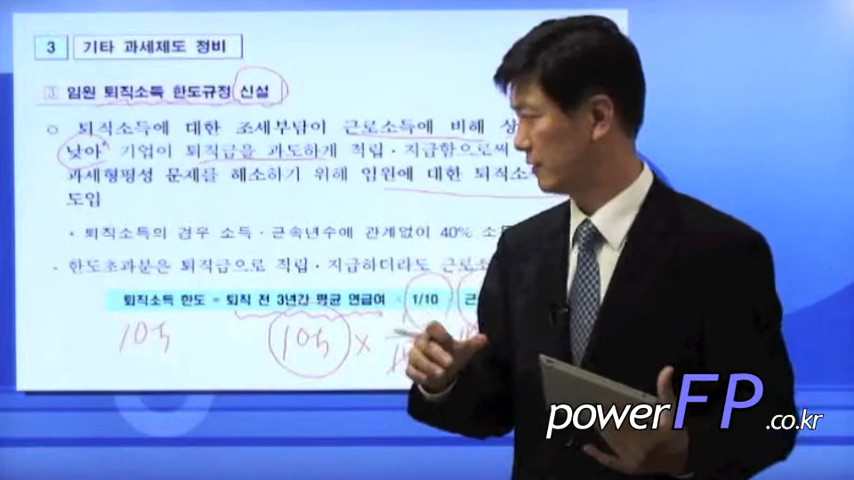 3 기타 과세제도 정비
③ 임원 퇴직소득 한도규정 신설
○ 퇴직소득에 대한 조세부담이 근로소득에 비해 상
낮아 기업이 퇴직금을 과도하게 적립·지급함으로써
과세형평성 문제를 해소하기 위해 임원에 대한 퇴직소
도입
* 퇴직소득의 경우 소득·근속년수에 관계없이 40% 소
- 한도초과분은 퇴직금으로 적립·지급하더라도 근로소
퇴직소득 한도 = 퇴직 전 3년간 평균 연급여 1/10 근
10억 10억 ×
powerFP.co.kr